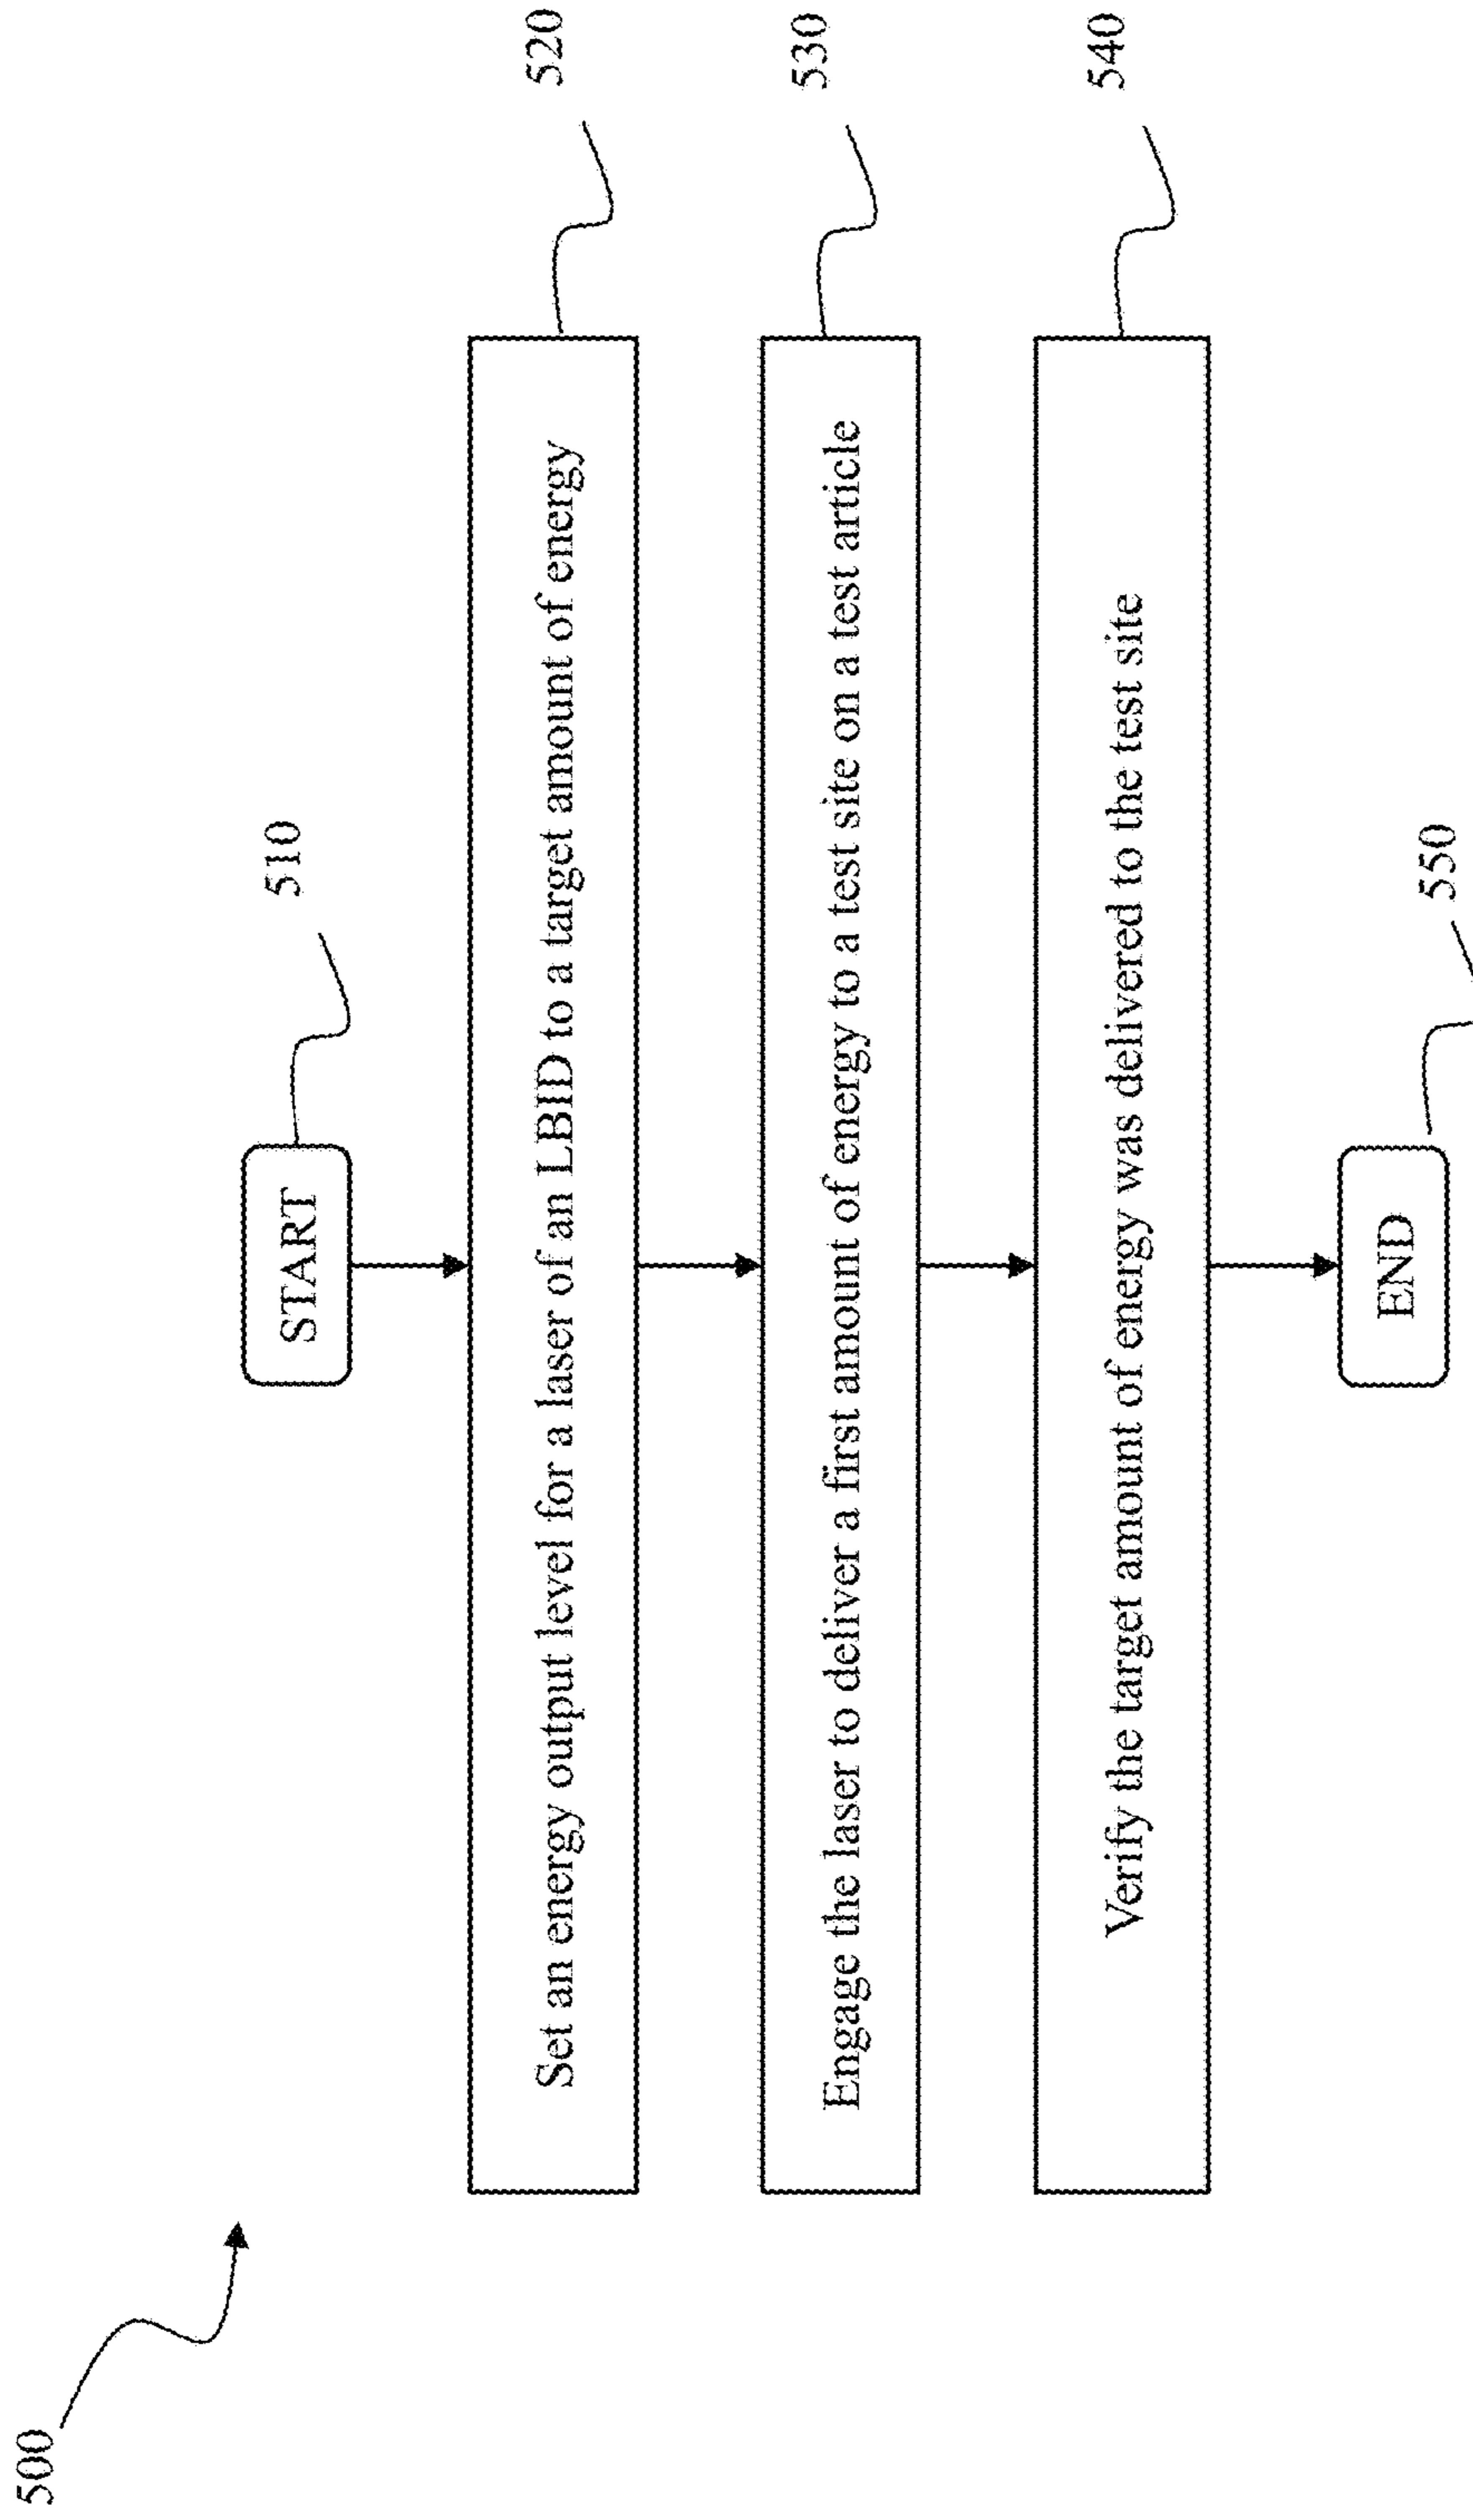 500
START
510
Set an energy output level for a laser of an LBID to a target amount of energy
520
Engage the laser to deliver a first amount of energy to a test site on a test article
530
Verify the target amount of energy was delivered to the test site
540
END
550